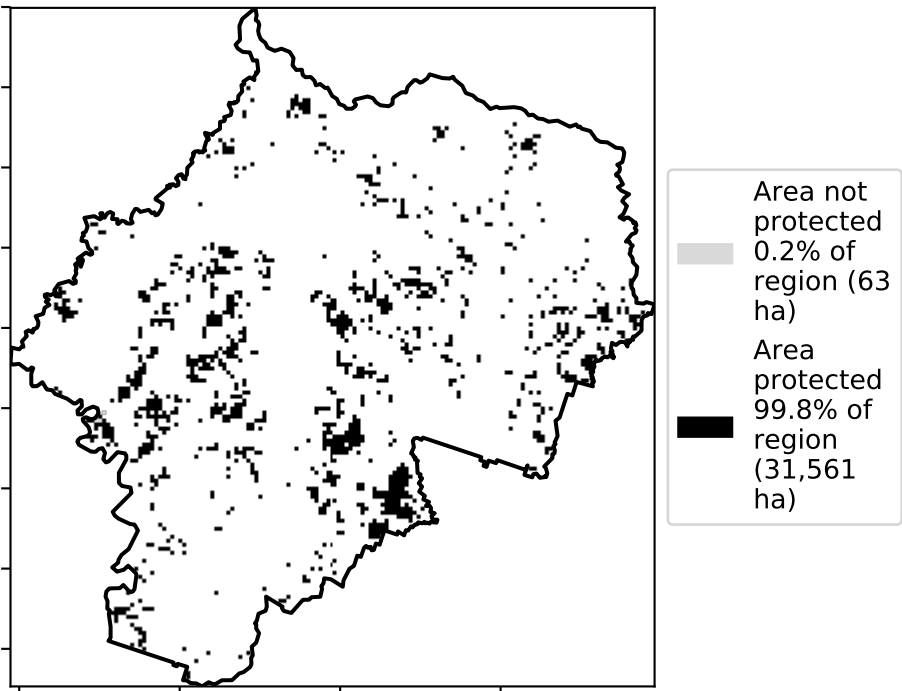 Area not
protected
0.2% of
region (63
ha)
Area
protected
99.8% of
region
(31,561
ha)